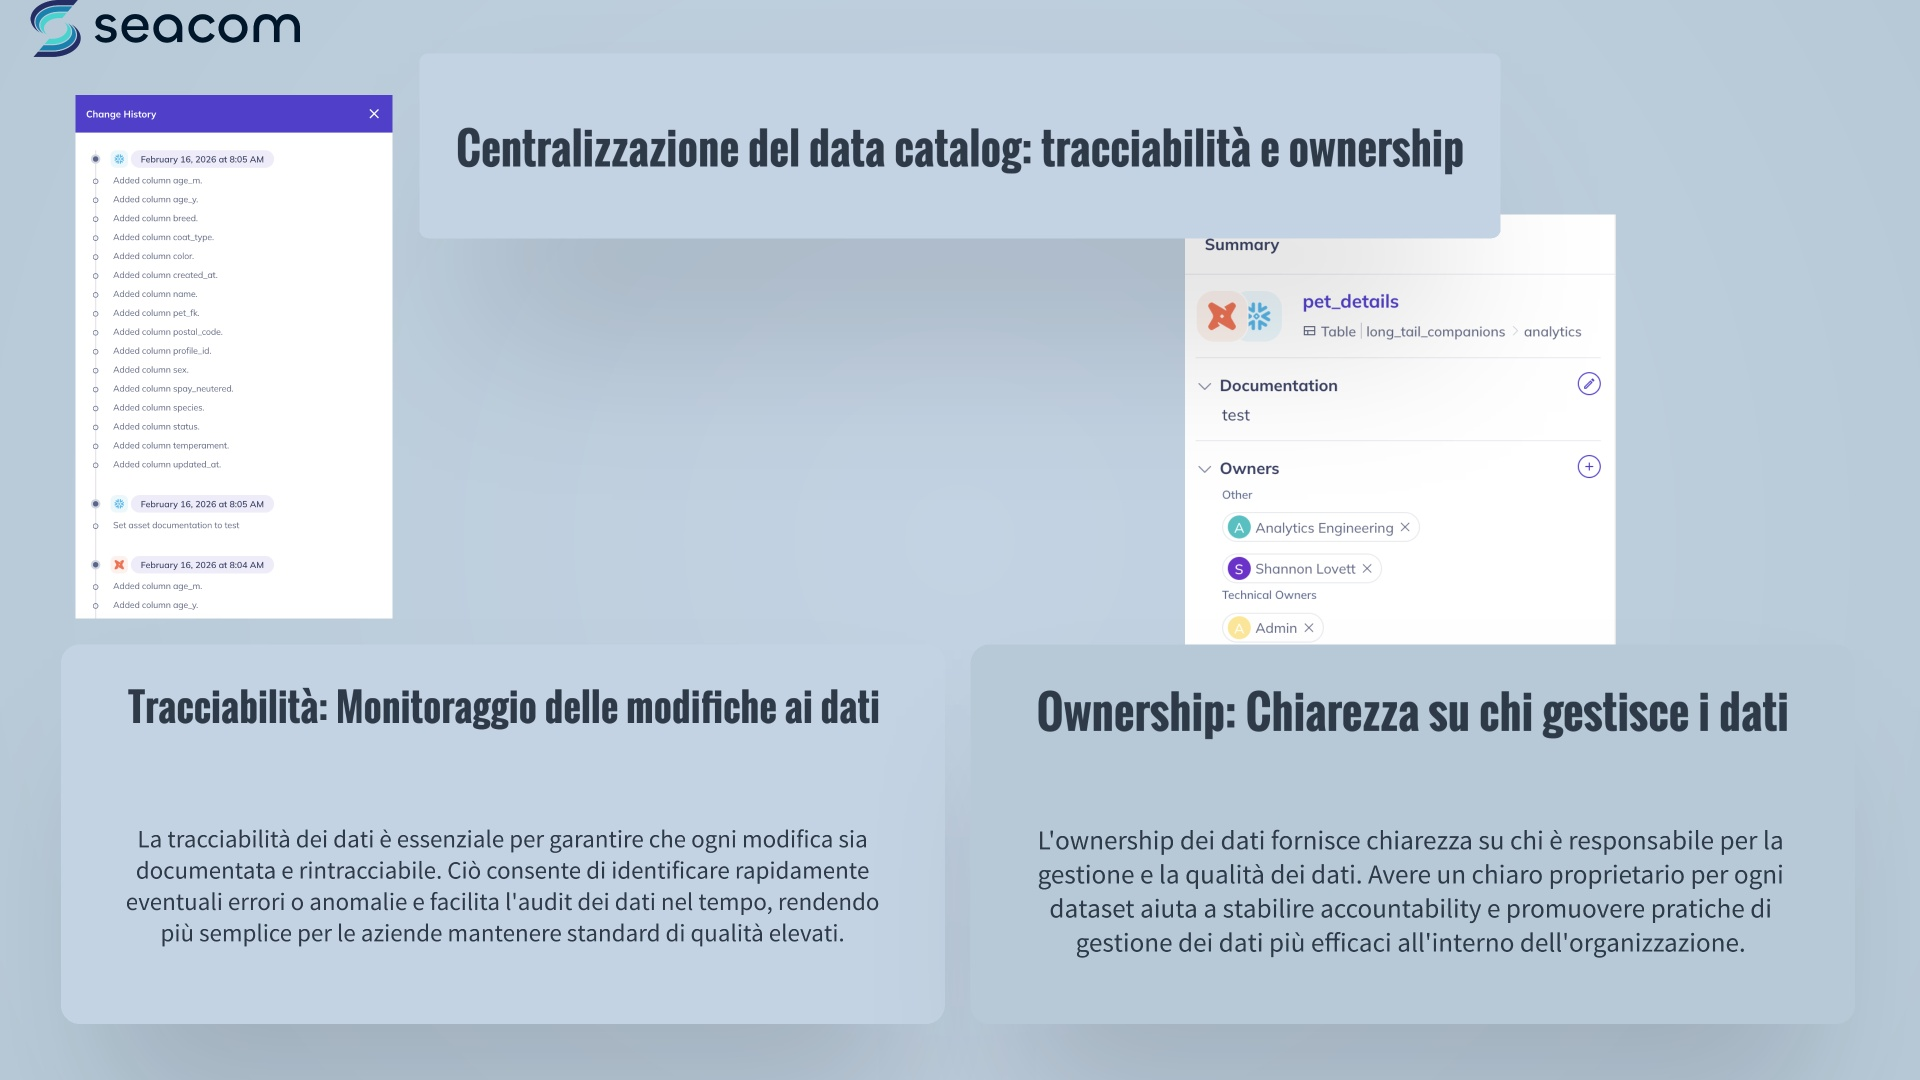 seacom
Centralizzazione del data catalog: tracciabilità e ownership
Change History
February 16, 2026 at 8:05 AM
Added column age_m.
Added column age_y.
Added column breed.
Added column coat_type.
Added column color.
Added column created_at.
Added column name.
Added column pet_fk.
Added column postal_code.
Added column profile_id.
Added column sex.
Added column spay_neutered.
Added column species.
Added column status.
Added column temperament.
Added column updated_at.
February 16, 2026 at 8:05 AM
Set asset documentation to test
February 16, 2026 at 8:04 AM
Added column age_m.
Added column age_y.
Summary
pet_details
Table long_tail_companions analytics
Documentation
test
Owners
Other
A Analytics Engineering
S Shannon Lovett
Technical Owners
A Admin
Tracciabilità: Monitoraggio delle modifiche ai dati
La tracciabilità dei dati è essenziale per garantire che ogni modifica sia
documentata e rintracciabile. Ciò consente di identificare rapidamente
eventuali errori o anomalie e facilita l'audit dei dati nel tempo, rendendo
più semplice per le aziende mantenere standard di qualità elevati.
Ownership: Chiarezza su chi gestisce i dati
L'ownership dei dati fornisce chiarezza su chi è responsabile per la
gestione e la qualità dei dati. Avere un chiaro proprietario per ogni
dataset aiuta a stabilire accountability e promuovere pratiche di
gestione dei dati più efficaci all'interno dell'organizzazione.